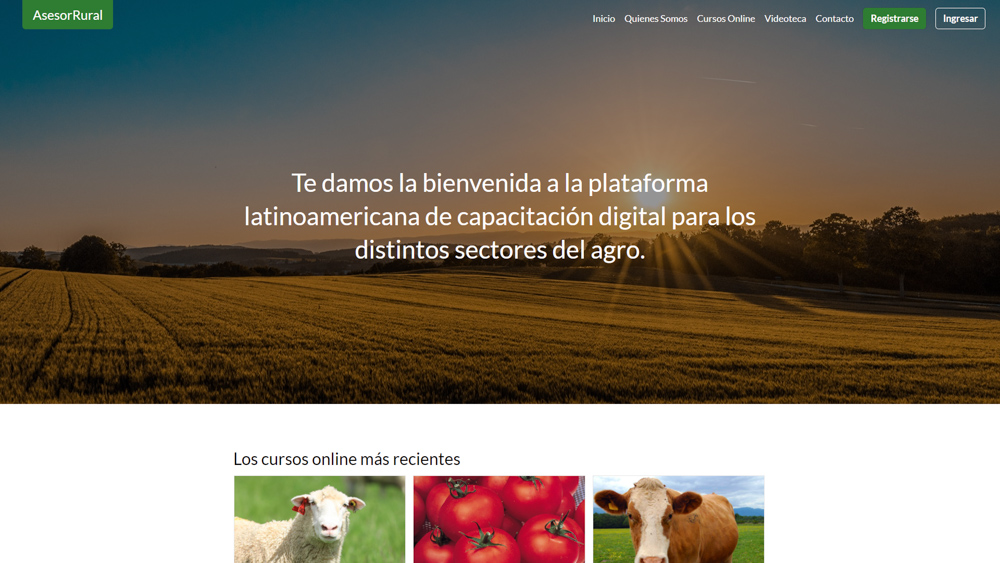 AsesorRural
Inicio Quienes Somos Cursos Online Videoteca Contacto Registrarse Ingresar
Te damos la bienvenida a la plataforma
latinoamericana de capacitación digital para los
distintos sectores del agro.
Los cursos online más recientes